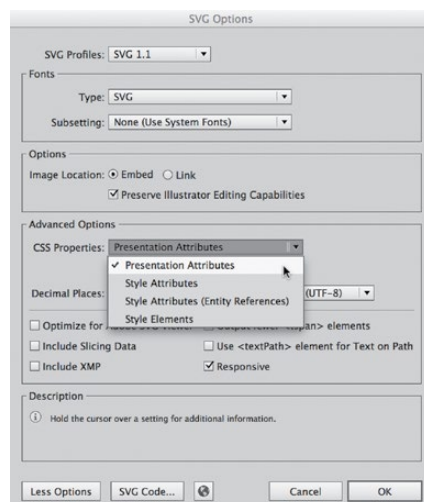 SVG Options
SVG Profiles: SVG 1.1
Fonts
Type: SVG
Subsetting: None (Use System Fonts)
Options
Image Location: Embed Link
Preserve Illustrator Editing Capabilities
Advanced Options
CSS Properties: Presentation Attributes
Presentation Attributes
Style Attributes
Decimal Places: (UTF-8)
Style Attributes (Entity References)
Style Elements
Optimize for elements
Include Slicing Data Use <textPath> element for Text on Path
Include XMP Responsive
Description
Hold the cursor over a setting for additional information.
Less Options SVG Code... Cancel OK